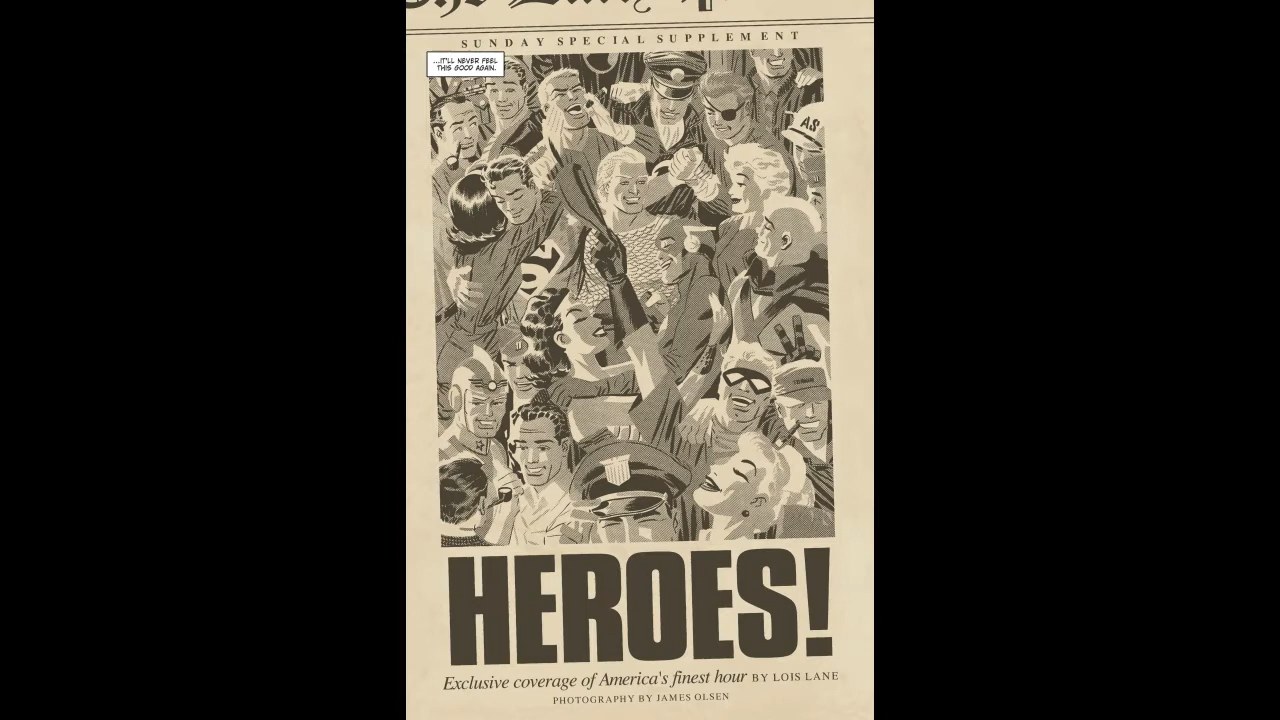 SUNDAY SPECIAL SUPPLEMENT
...IT'LL NEVER FEEL
THIS GOOD AGAIN.
AS
HEROES!
Exclusive coverage of America's finest hour BY LOIS LANE
PHOTOGRAPHY BY JAMES OLSEN